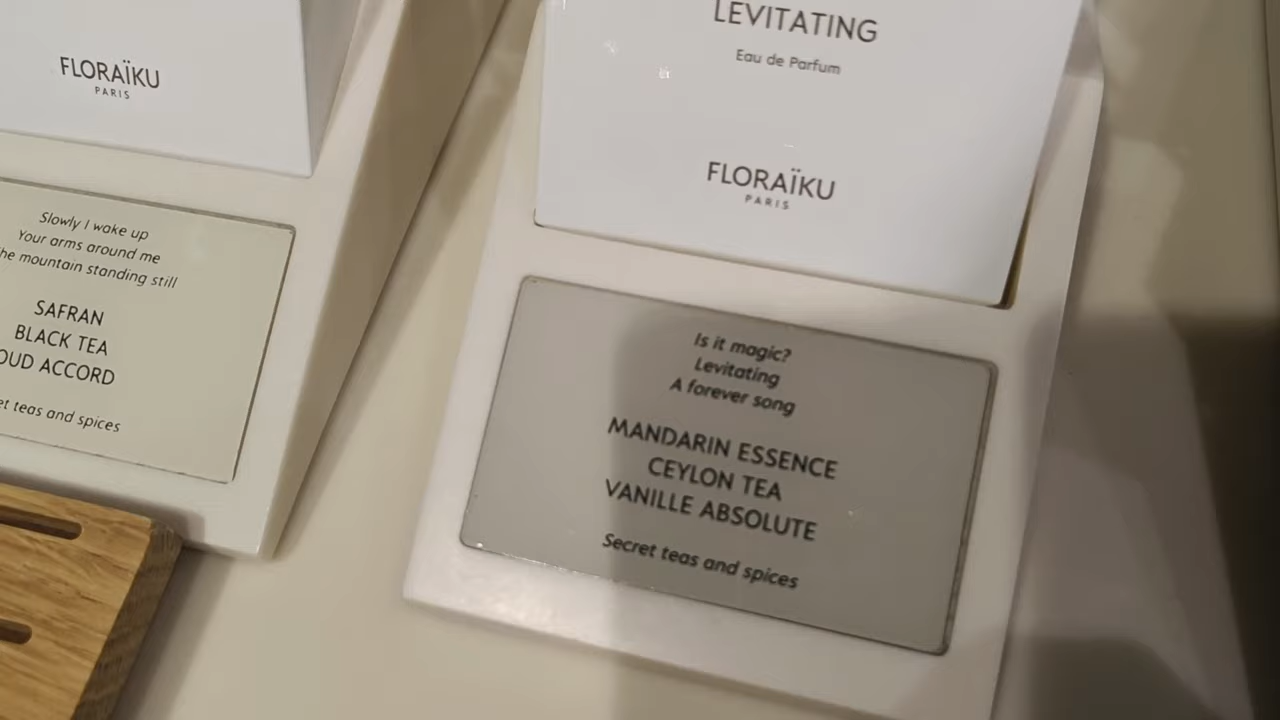 FLORAÏKU
PARIS
Slowly I wake up
Your arms around me
mountain standing still
SAFRAN
BLACK TEA
OUD ACCORD
teas and spices
LEVITATING
Eau de Parfum
FLORAÏKU
PARIS
Is it magic?
Levitating
A forever song
MANDARIN ESSENCE
CEYLON TEA
VANILLE ABSOLUTE
Secret teas and spices